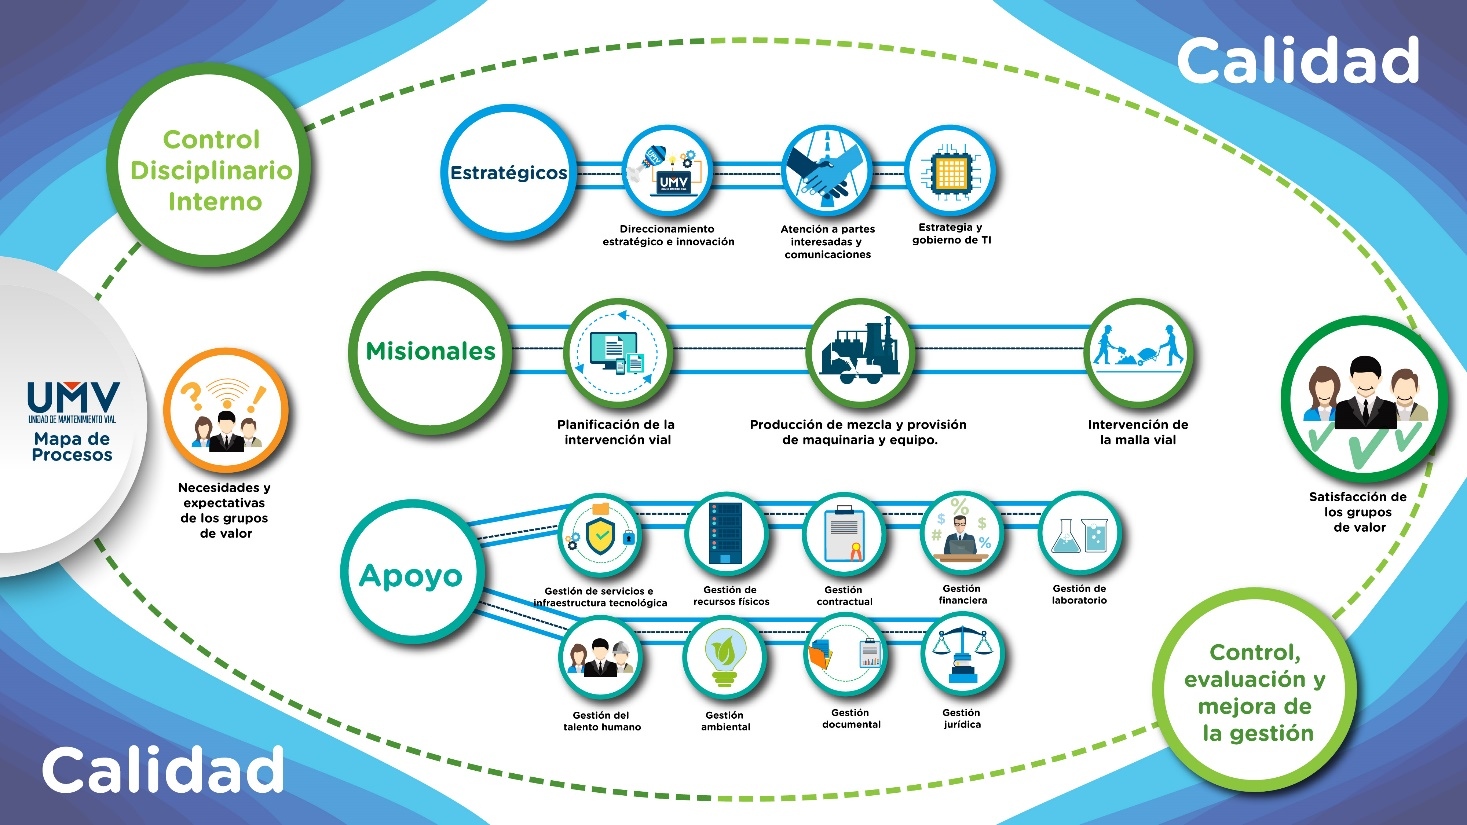 Calidad
Control
Disciplinario
Interno
Estratégicos
UMV
UMV
Direccionamiento
estratégico e innovación
Atención a partes
interesadas y
comunicaciones
Estrategia y
gobierno de TI
Misionales
Planificación de la
intervención vial
Producción de mezcla y provisión
de maquinaria y equipo.
Intervención de
la malla vial
UMV
UNIDAD DE MANTENIMIENTO VIAL
Mapa de
Procesos
? !
Necesidades y
expectativas
de los grupos
de valor
Satisfacción de
los grupos
de valor
Apoyo
% $ $ # %
Gestión de servicios e
infraestructura tecnológica
Gestión de
recursos físicos
Gestión
contractual
Gestión
financiera
Gestión de
laboratorio
Gestión del
talento humano
Gestión
ambiental
Gestión
documental
Gestión
jurídica
Control,
evaluación y
mejora de
la gestión
Calidad